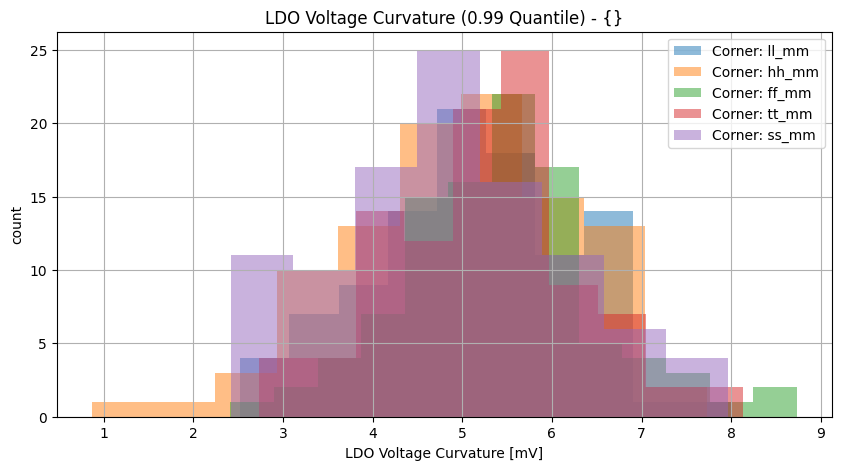 LDO Voltage Curvature (0.99 Quantile) - {}
Corner: ll_mm
Corner: hh_mm
Corner: ff_mm
Corner: tt_mm
Corner: ss_mm
25
20
15
10
5
0
count
1 2 3 4 5 6 7 8 9
LDO Voltage Curvature [mV]